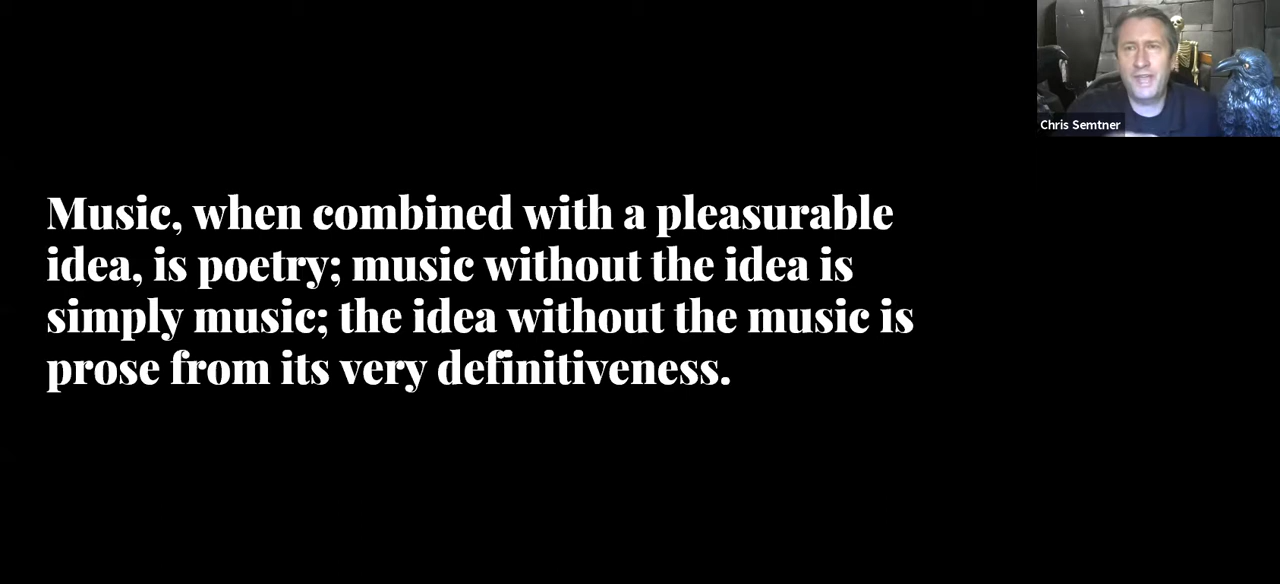 Chris Semtner
Music, when combined with a pleasurable
idea, is poetry; music without the idea is
simply music; the idea without the music is
prose from its very definitiveness.